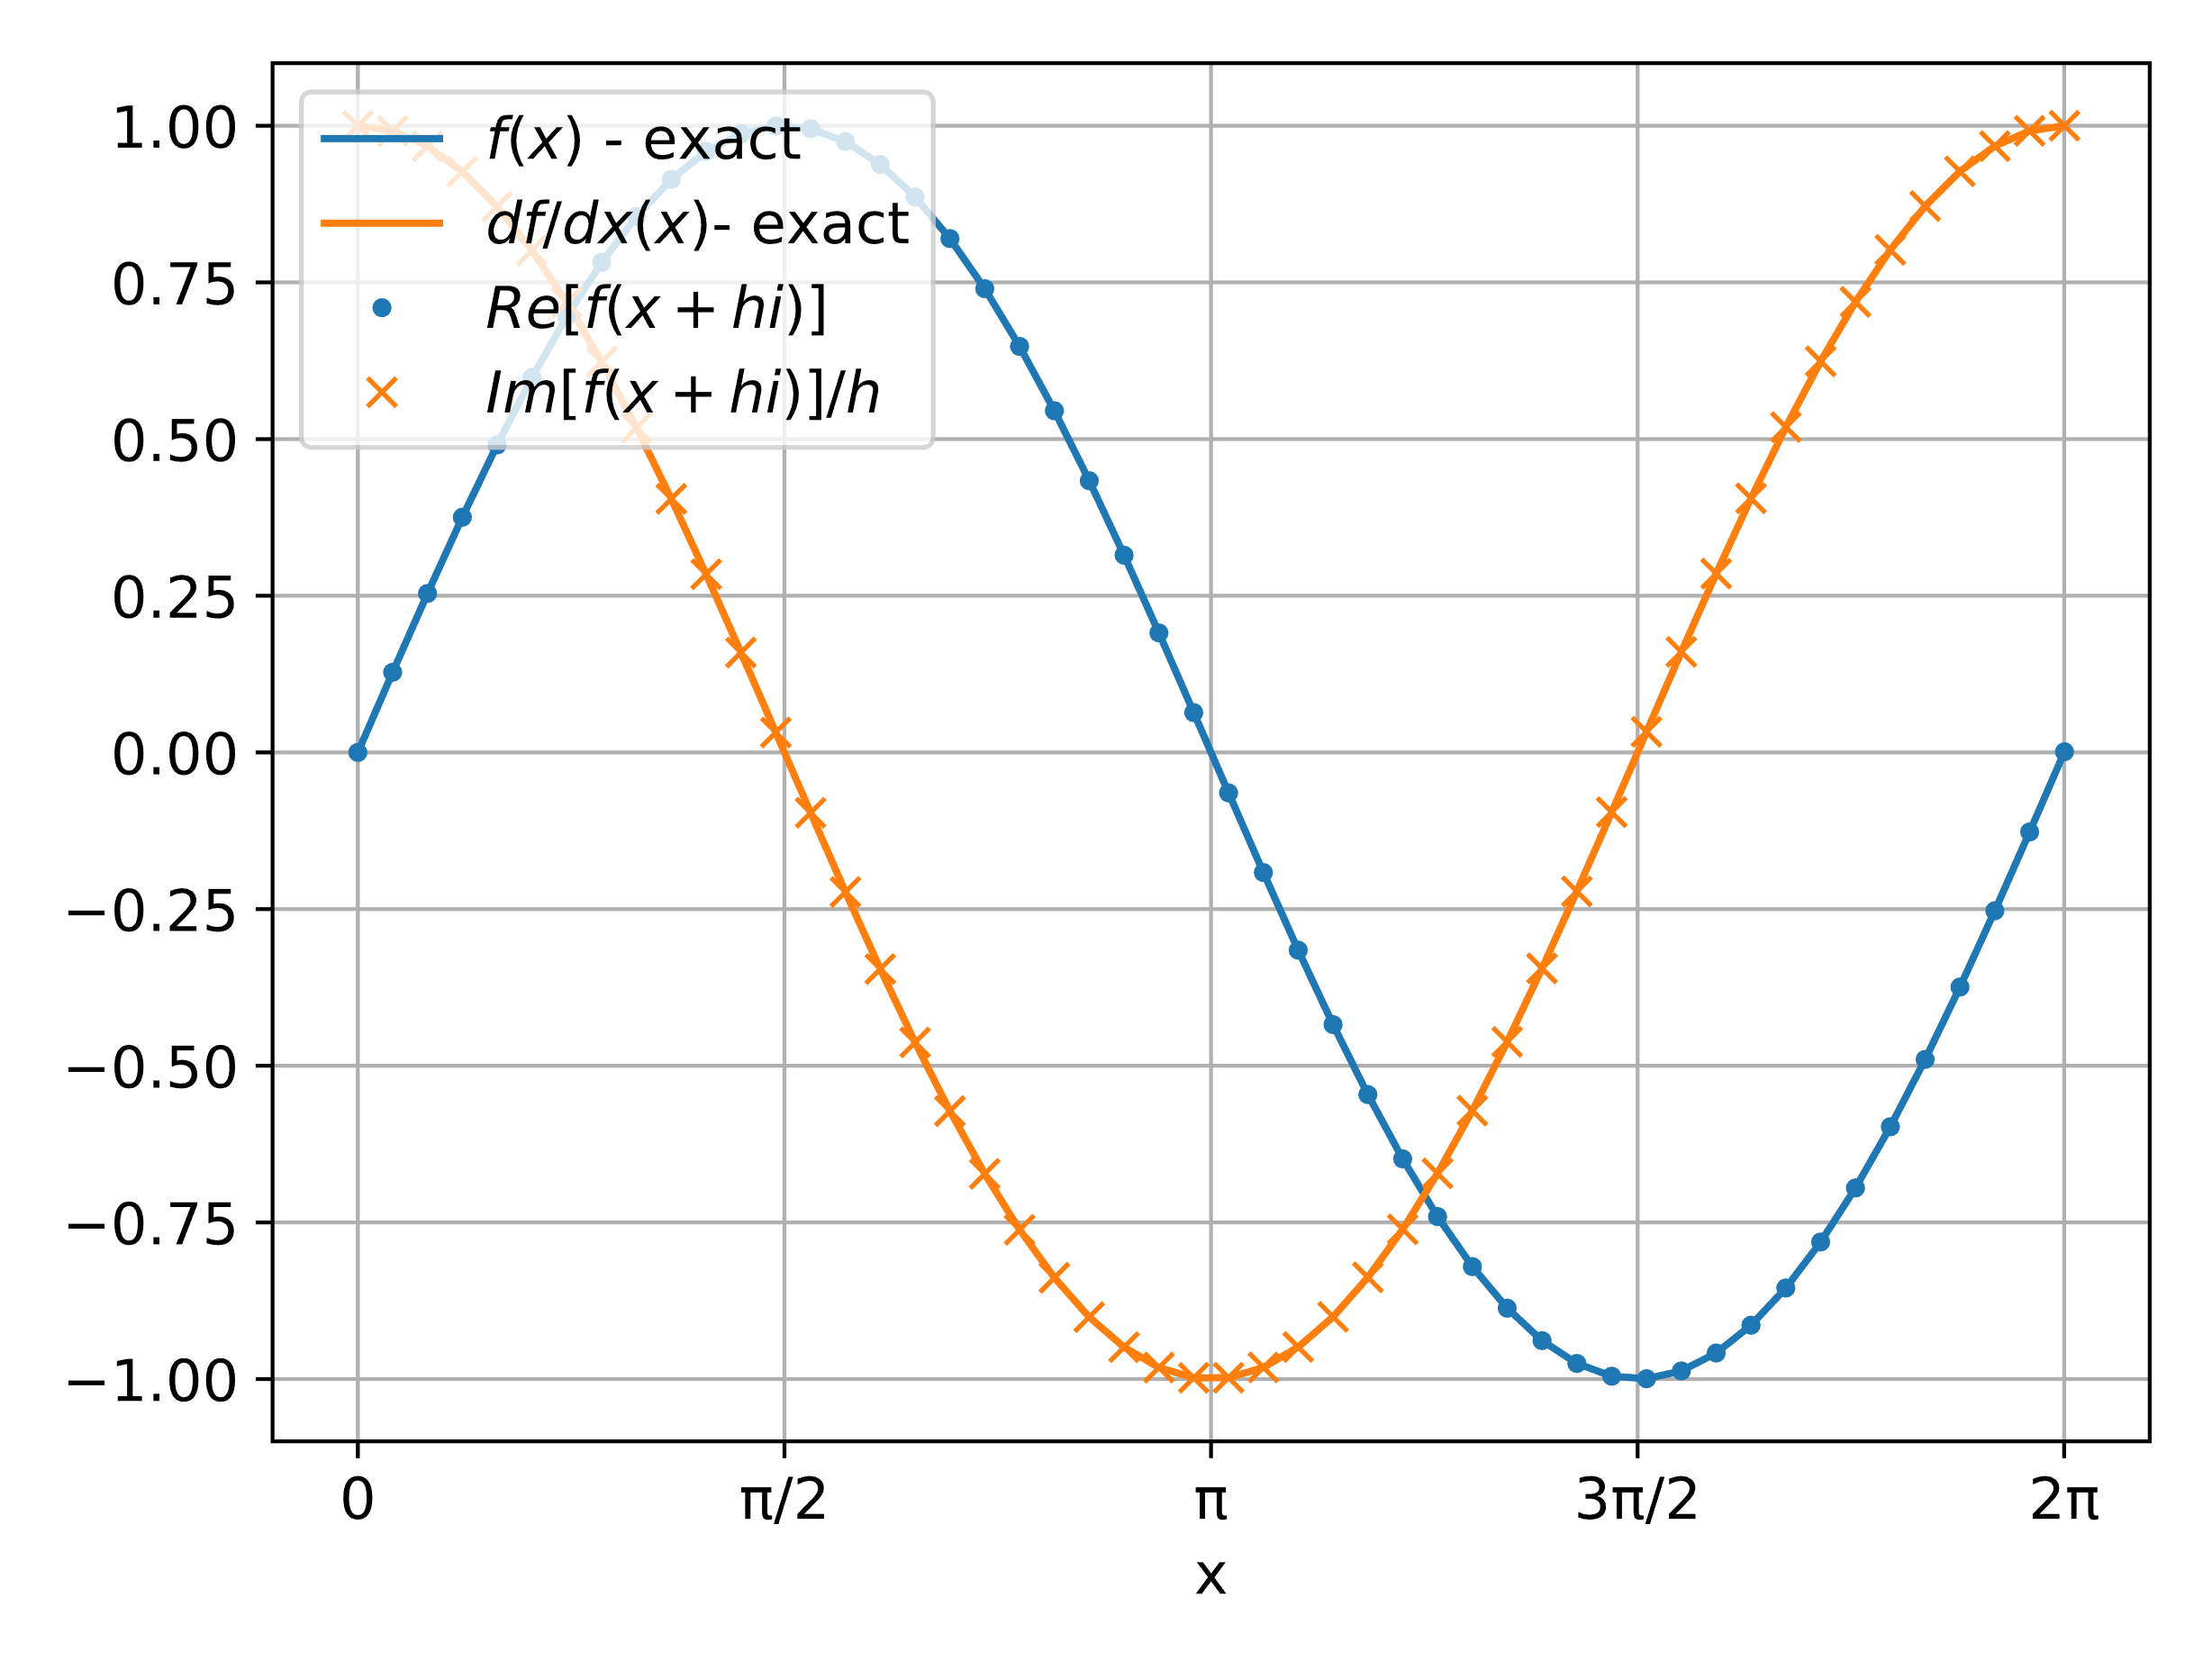 f(x) - exact
df/dx(x)- exact
Re[f(x + hi)]
Im[f(x + hi)]/h
1.00
0.75
0.50
0.25
0.00
−0.25
−0.50
−0.75
−1.00
0 π/2 π 3π/2 2π
x